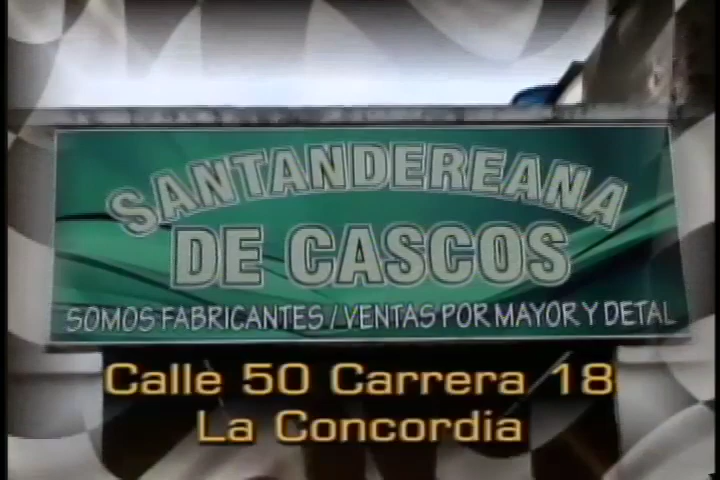 SANTANDEREANA
DE CASCOS
SOMOS FABRICANTES / VENTAS POR MAYOR Y DETAL
Calle 50 Carrera 18
La Concordia